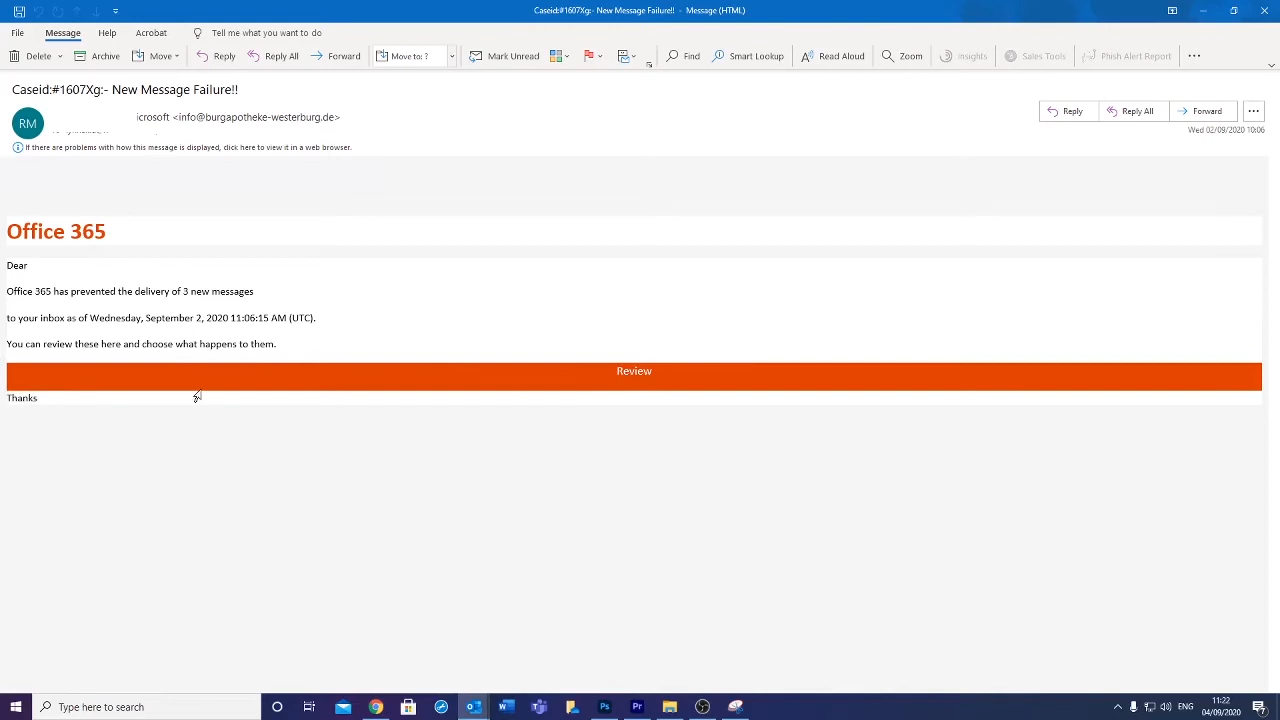 Caseid:#1607Xg:- New Message Failure!! - Message (HTML)
File Message Help Acrobat Tell me what you want to do
Delete Archive Move Reply Reply All Forward Move to: ? Mark Unread Find Smart Lookup Read Aloud Zoom Insights Sales Tools Phish Alert Report
Caseid:#1607Xg:- New Message Failure!!
RM
icrosoft <info@burgapotheke-westerburg.de>
Reply Reply All Forward
Wed 02/09/2020 10:06
If there are problems with how this message is displayed, click here to view it in a web browser.
Office 365
Dear
Office 365 has prevented the delivery of 3 new messages
to your inbox as of Wednesday, September 2, 2020 11:06:15 AM (UTC).
You can review these here and choose what happens to them.
Review
Thanks
Type here to search
ENG
11:22
04/09/2020